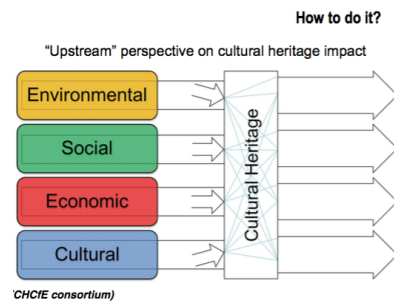 How to do it?
“Upstream” perspective on cultural heritage impact
Environmental
Social
Economic
Cultural
Cultural Heritage
'CHCfE consortium)